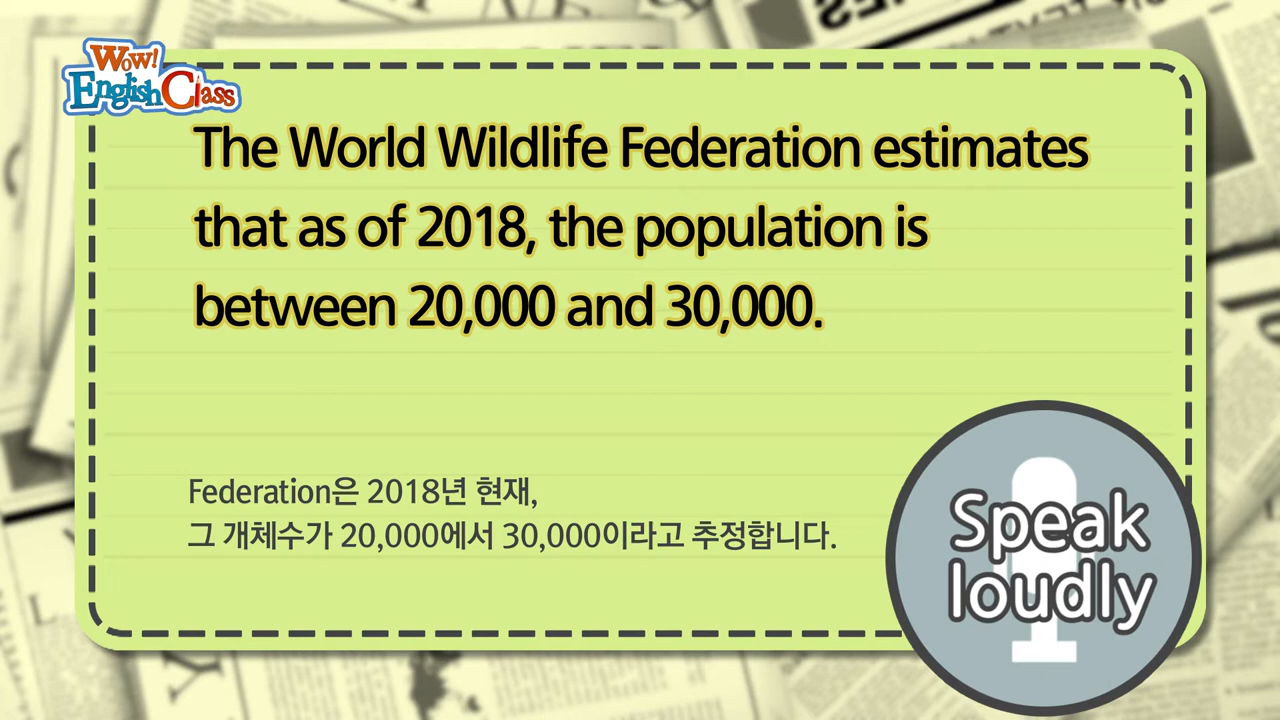 Wow!
English Class
The World Wildlife Federation estimates
that as of 2018, the population is
between 20,000 and 30,000.
Federation은 2018년 현재,
그 개체수가 20,000에서 30,000이라고 추정합니다.
Speak
loudly